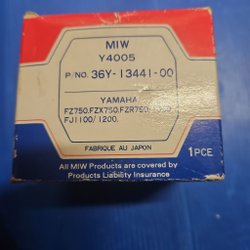 MIW
Y4005
P/NO. 36Y-13441-00
YAMAHA
FZ750.FZX750.FZR750.1000
FJ1100/1200.
FABRIQUE AU JAPON
All MIW Products are covered by
Products Liability Insurance
1PCE